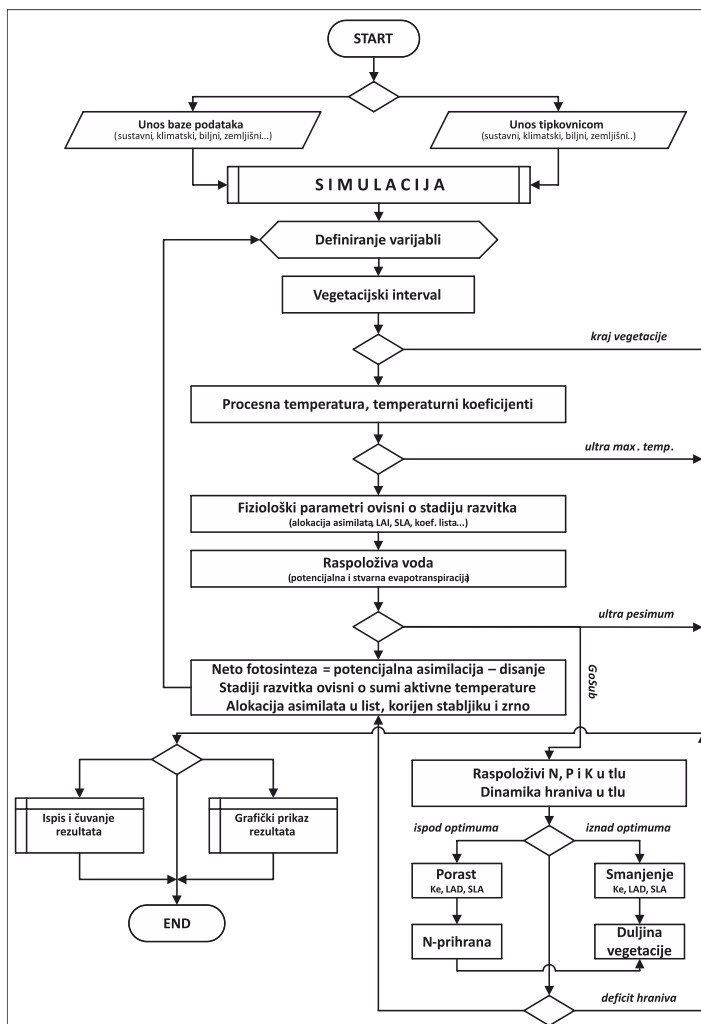 START
Unos baze podataka
(sustavni, klimatski, biljni, zemljišni...)
Unos tipkovnicom
(sustavni, klimatski, biljni, zemljišni..)
SIMULACIJA
Definiranje varijabli
Vegetacijski interval
kraj vegetacije
Procesna temperatura, temperaturni koeficijenti
ultra max. temp.
Fiziološki parametri ovisni o stadiju razvitka
(alokacija asimilata, LAI, SLA, koef. lista...)
Raspoloživa voda
(potencijalna i stvarna evapotranspiracija)
ultra pesimum
GoSub
Neto fotosinteza = potencijalna asimilacija – disanje
Stadiji razvitka ovisni o sumi aktivne temperature
Alokacija asimilata u list, korijen stabljiku i zrno
Raspoloživi N, P i K u tlu
Dinamika hraniva u tlu
Ispis i čuvanje
rezultata
Grafički prikaz
rezultata
ispod optimuma
iznad optimuma
Porast
Ke, LAD, SLA
Smanjenje
Ke, LAD, SLA
END
N-prihrana
Duljina
vegetacije
deficit hraniva